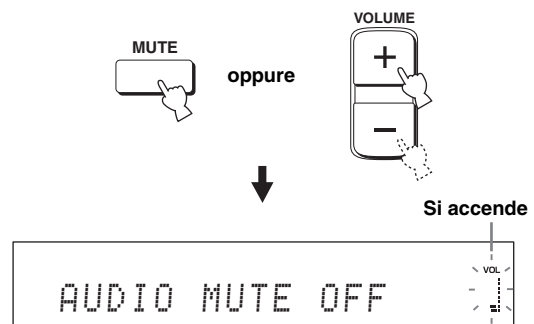 VOLUME
MUTE
oppure
+
−
Si accende
VOL
AUDIO MUTE OFF